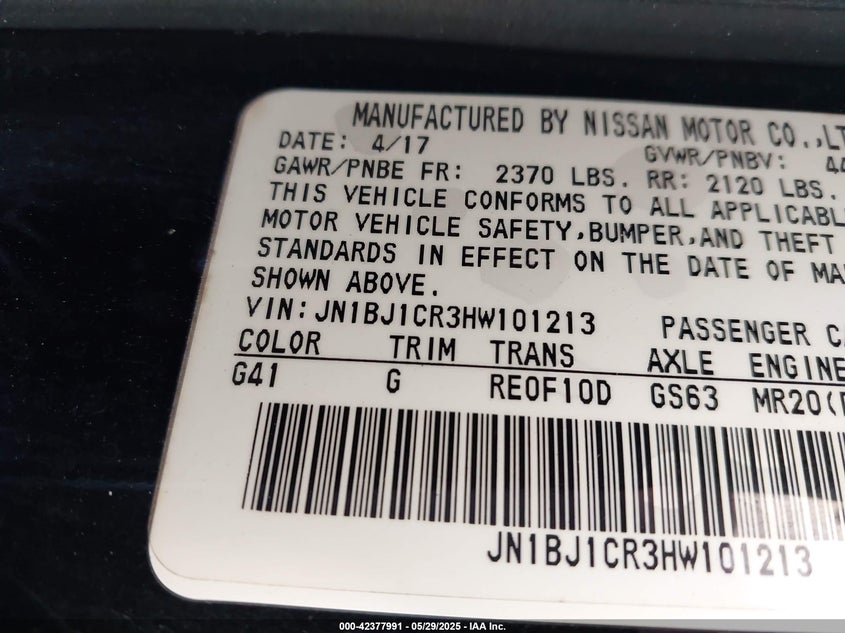 MANUFACTURED BY NISSAN MOTOR CO.,LT
DATE: 4/17 GVWR/PNBV: 44
GAWR/PNBE FR: 2370 LBS. RR: 2120 LBS.
THIS VEHICLE CONFORMS TO ALL APPLICABL
MOTOR VEHICLE SAFETY,BUMPER,AND THEFT
STANDARDS IN EFFECT ON THE DATE OF MA
SHOWN ABOVE.
VIN:JN1BJ1CR3HW101213 PASSENGER CA
COLOR TRIM TRANS AXLE ENGINE
G41 G RE0F10D GS63 MR20(
JN1BJ1CR3HW101213
000-42377991 - 05/29/2025 - IAA Inc.